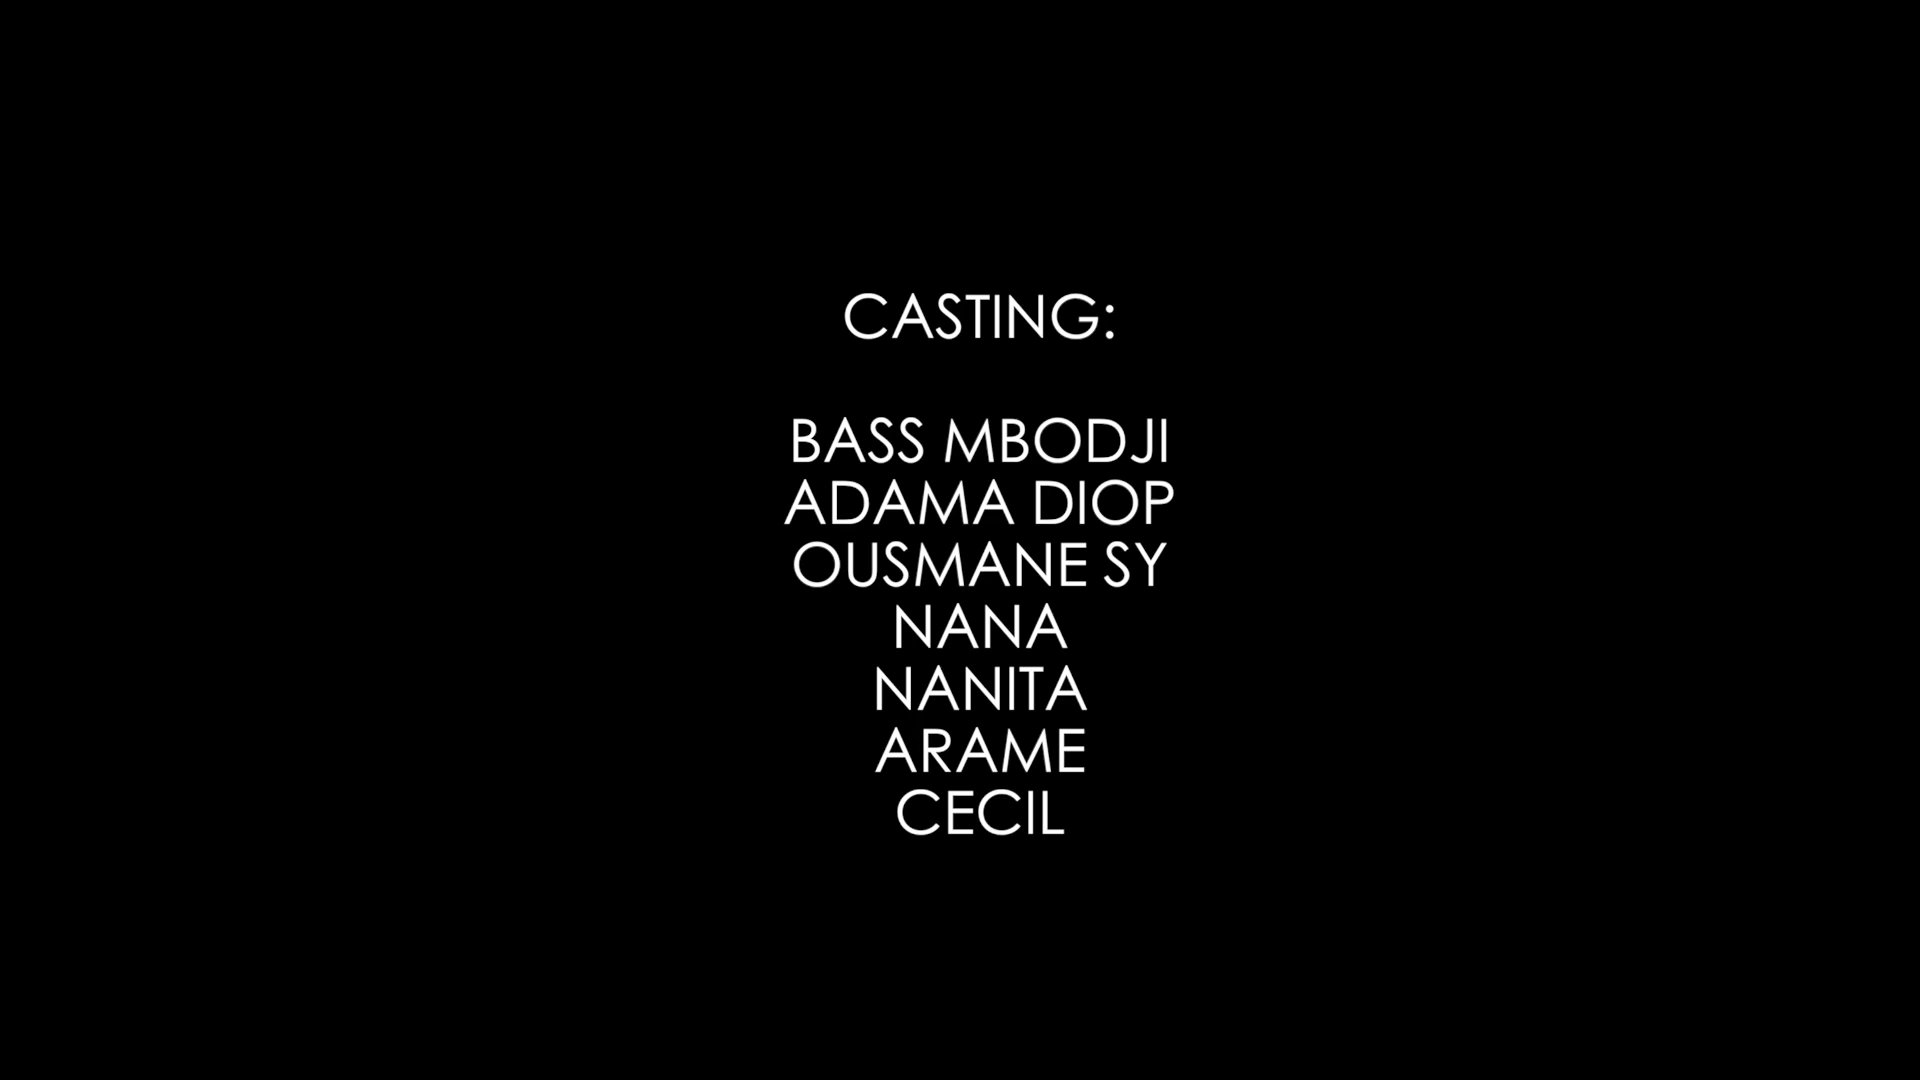 CASTING:
BASS MBODJI
ADAMA DIOP
OUSMANE SY
NANA
NANITA
ARAME
CECIL